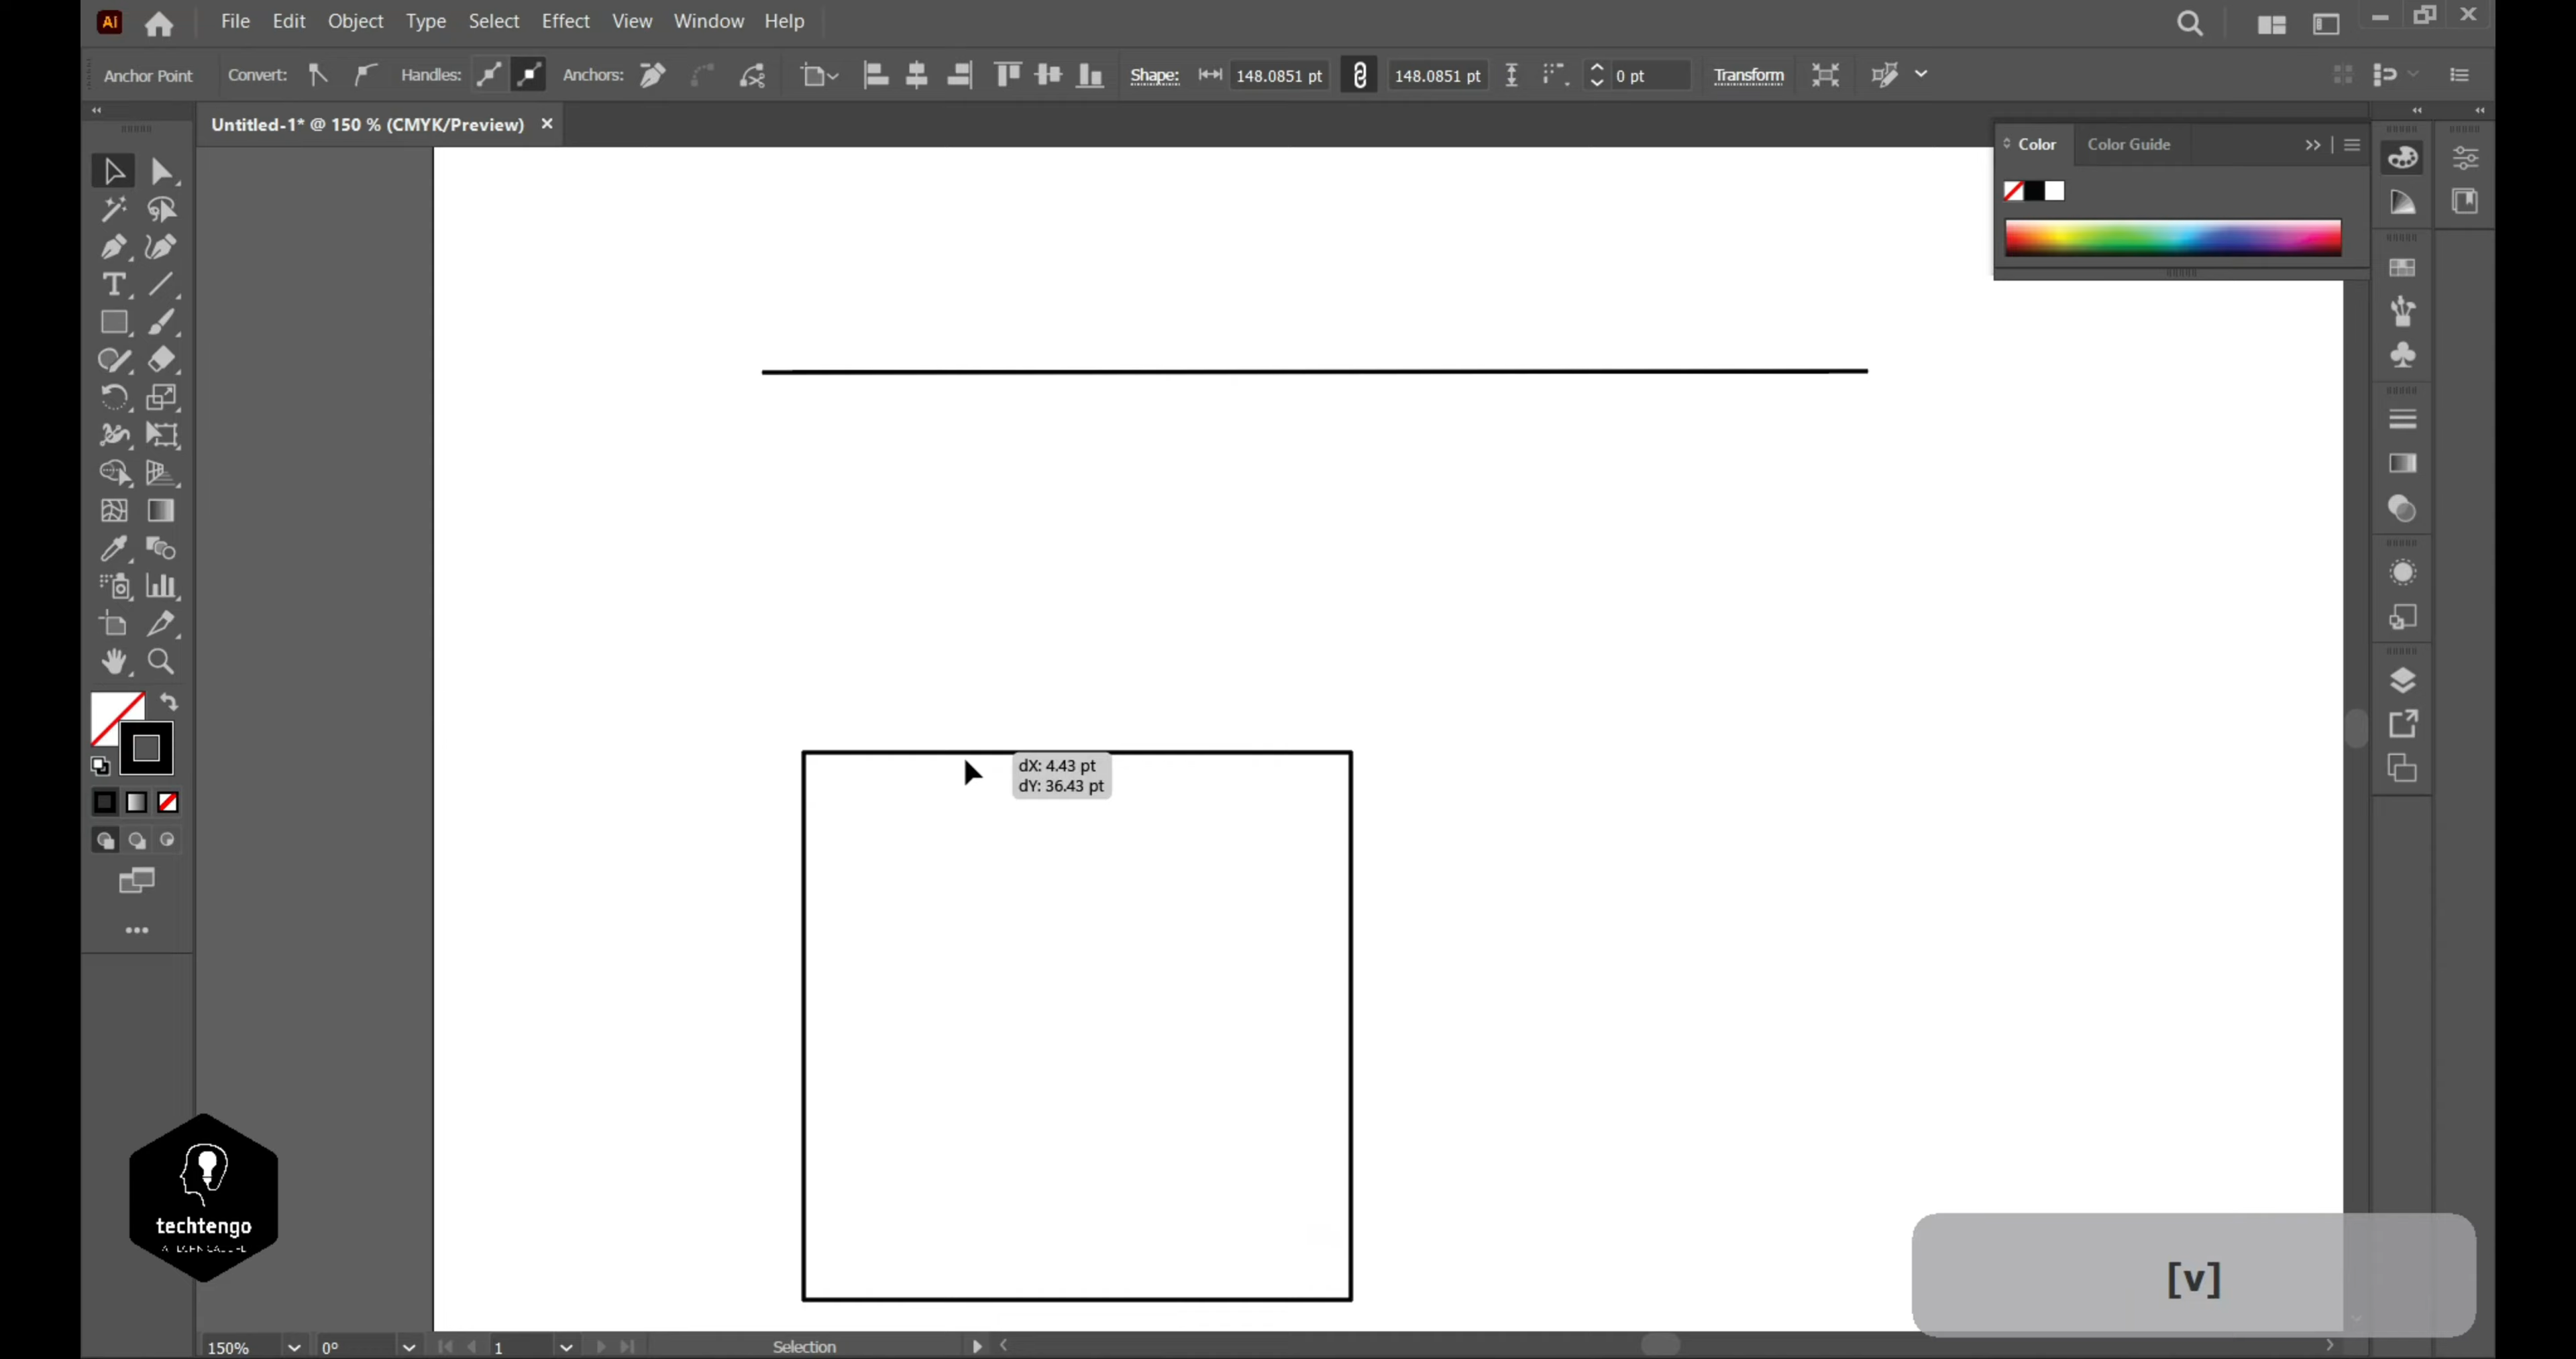 Ai File Edit Object Type Select Effect View Window Help
Anchor Point Convert: Handles: Anchors: Shape: 148.0851 pt 148.0851 pt 0 pt Transform
Untitled-1* @ 150 % (CMYK/Preview)
Color Color Guide
dX: 4.43 pt
dY: 36.43 pt
techtengo
[v]
150% 0° 1 Selection